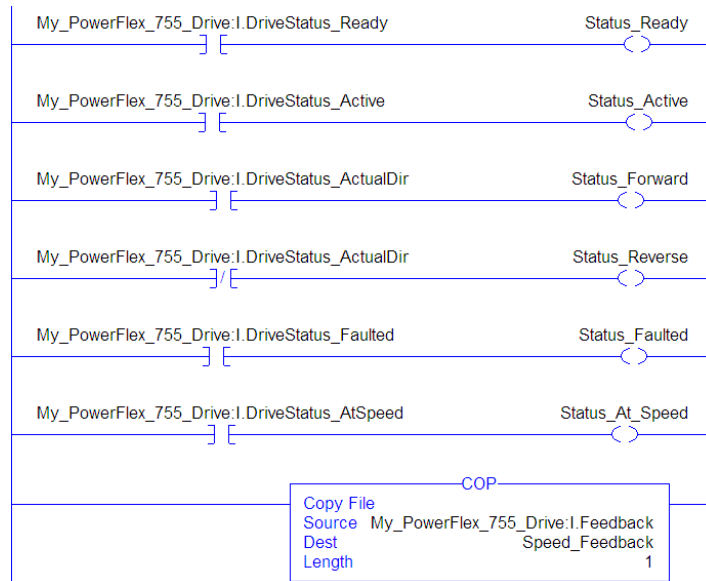 My_PowerFlex_755_Drive:I.DriveStatus_Ready Status_Ready
My_PowerFlex_755_Drive:I.DriveStatus_Active Status_Active
My_PowerFlex_755_Drive:I.DriveStatus_ActualDir Status_Forward
My_PowerFlex_755_Drive:I.DriveStatus_ActualDir Status_Reverse
My_PowerFlex_755_Drive:I.DriveStatus_Faulted Status_Faulted
My_PowerFlex_755_Drive:I.DriveStatus_AtSpeed Status_At_Speed
COP
Copy File
Source My_PowerFlex_755_Drive:I.Feedback
Dest Speed_Feedback
Length 1